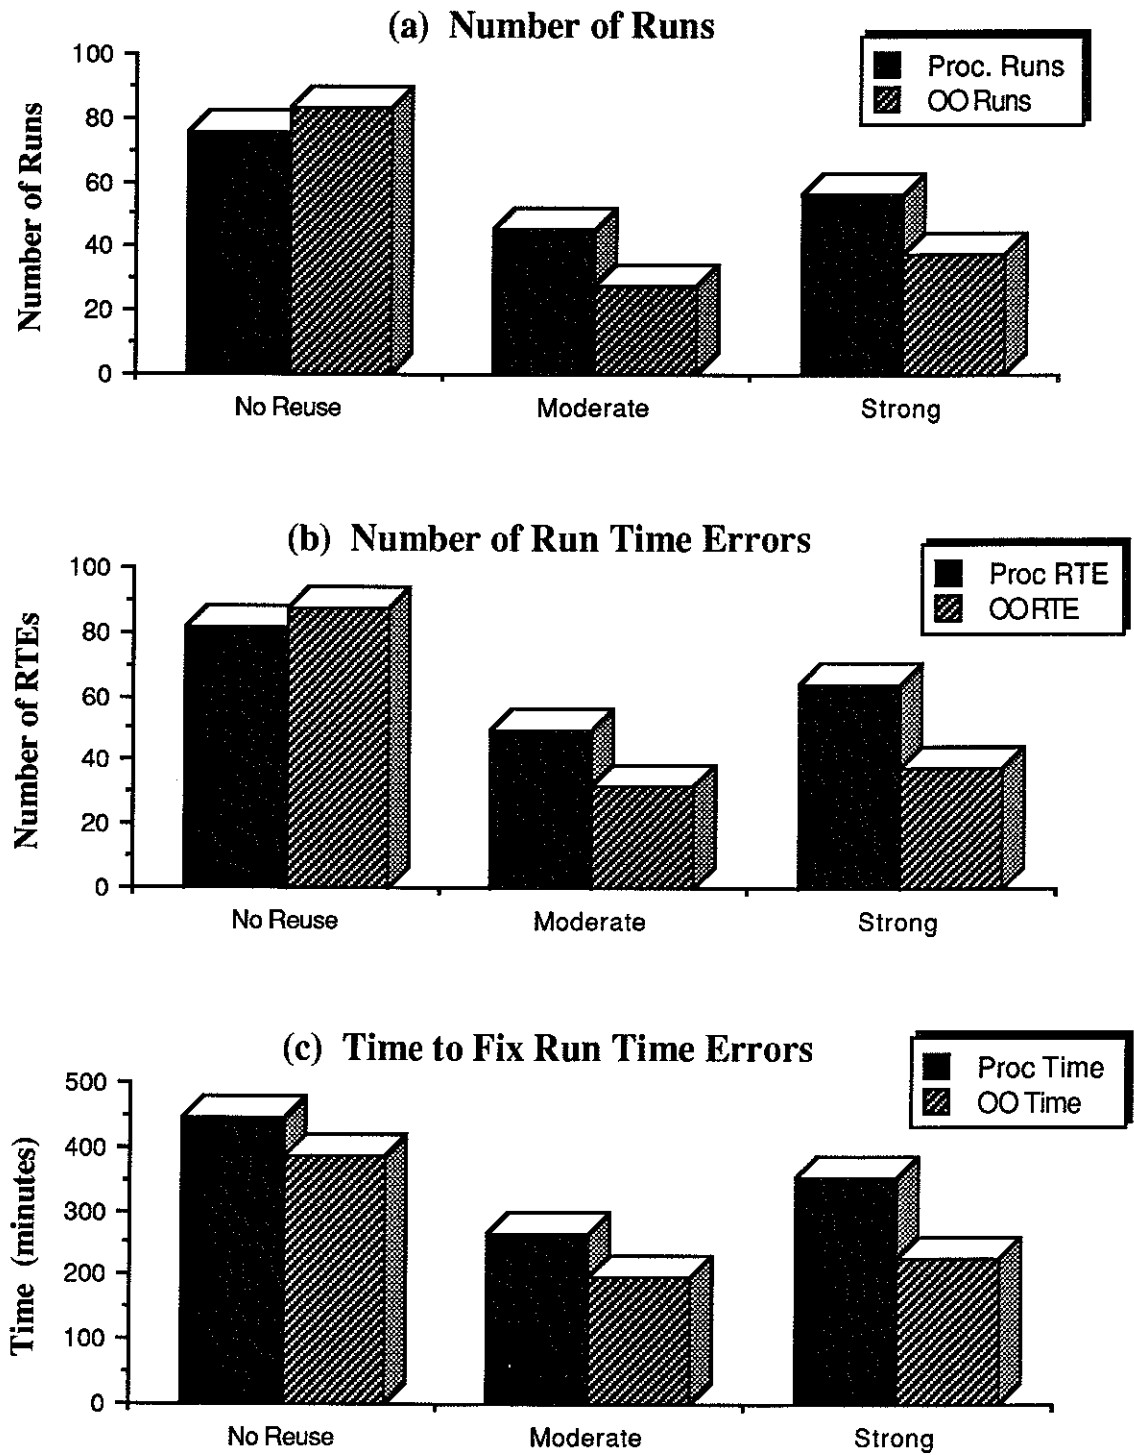 (a) Number of Runs
Proc. Runs
OO Runs
Number of Runs
100
80
60
40
20
0
No Reuse Moderate Strong
(b) Number of Run Time Errors
Proc RTE
OO RTE
Number of RTEs
100
80
60
40
20
0
No Reuse Moderate Strong
(c) Time to Fix Run Time Errors
Proc Time
OO Time
Time (minutes)
500
400
300
200
100
0
No Reuse Moderate Strong